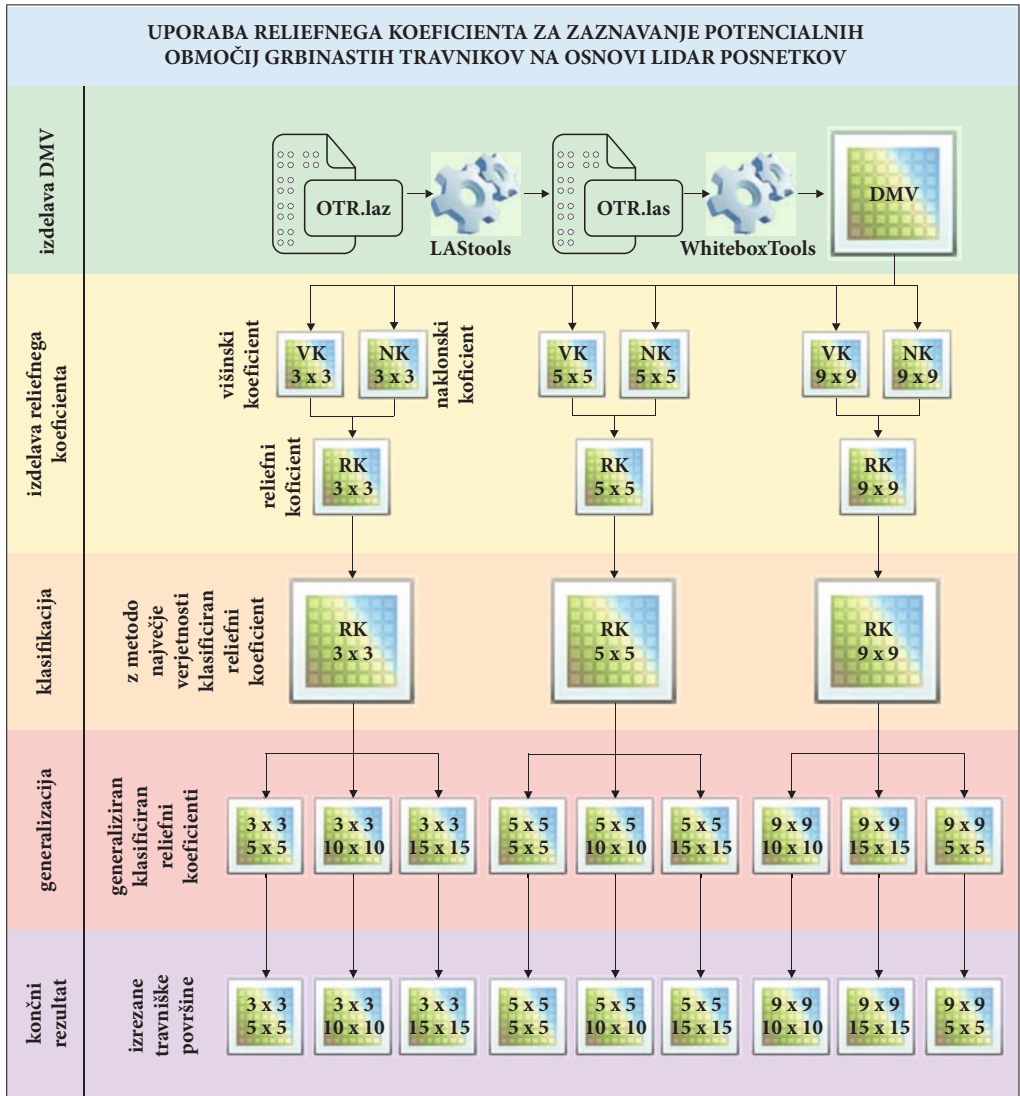 UPORABA RELIEFNEGA KOEFICIENTA ZA ZAZNAVANJE POTENCIALNIH
OBMOČIJ GRBINASTIH TRAVNIKOV NA OSNOVI LIDAR POSNETKOV
izdelava DMV
OTR.laz
LAStools
OTR.las
WhiteboxTools
DMV
izdelava reliefnega
koeficienta
višinski
koeficient
VK
3 x 3
NK
3 x 3
naklonski
koficient
VK
5 x 5
NK
5 x 5
VK
9 x 9
NK
9 x 9
reliefni
koficient
RK
3 x 3
RK
5 x 5
RK
9 x 9
klasifikacija
z metodo
največje
verjetnosti
klasificiran
reliefni
koeficient
RK
3 x 3
RK
5 x 5
RK
9 x 9
generalizacija
generaliziran
klasificiran
reliefni
koeficienti
3 x 3
5 x 5
3 x 3
10 x 10
3 x 3
15 x 15
5 x 5
5 x 5
5 x 5
10 x 10
5 x 5
15 x 15
9 x 9
10 x 10
9 x 9
15 x 15
9 x 9
5 x 5
končni
rezultat
izrezane
travniške
površine
3 x 3
5 x 5
3 x 3
10 x 10
3 x 3
15 x 15
5 x 5
5 x 5
5 x 5
10 x 10
5 x 5
15 x 15
9 x 9
10 x 10
9 x 9
15 x 15
9 x 9
5 x 5